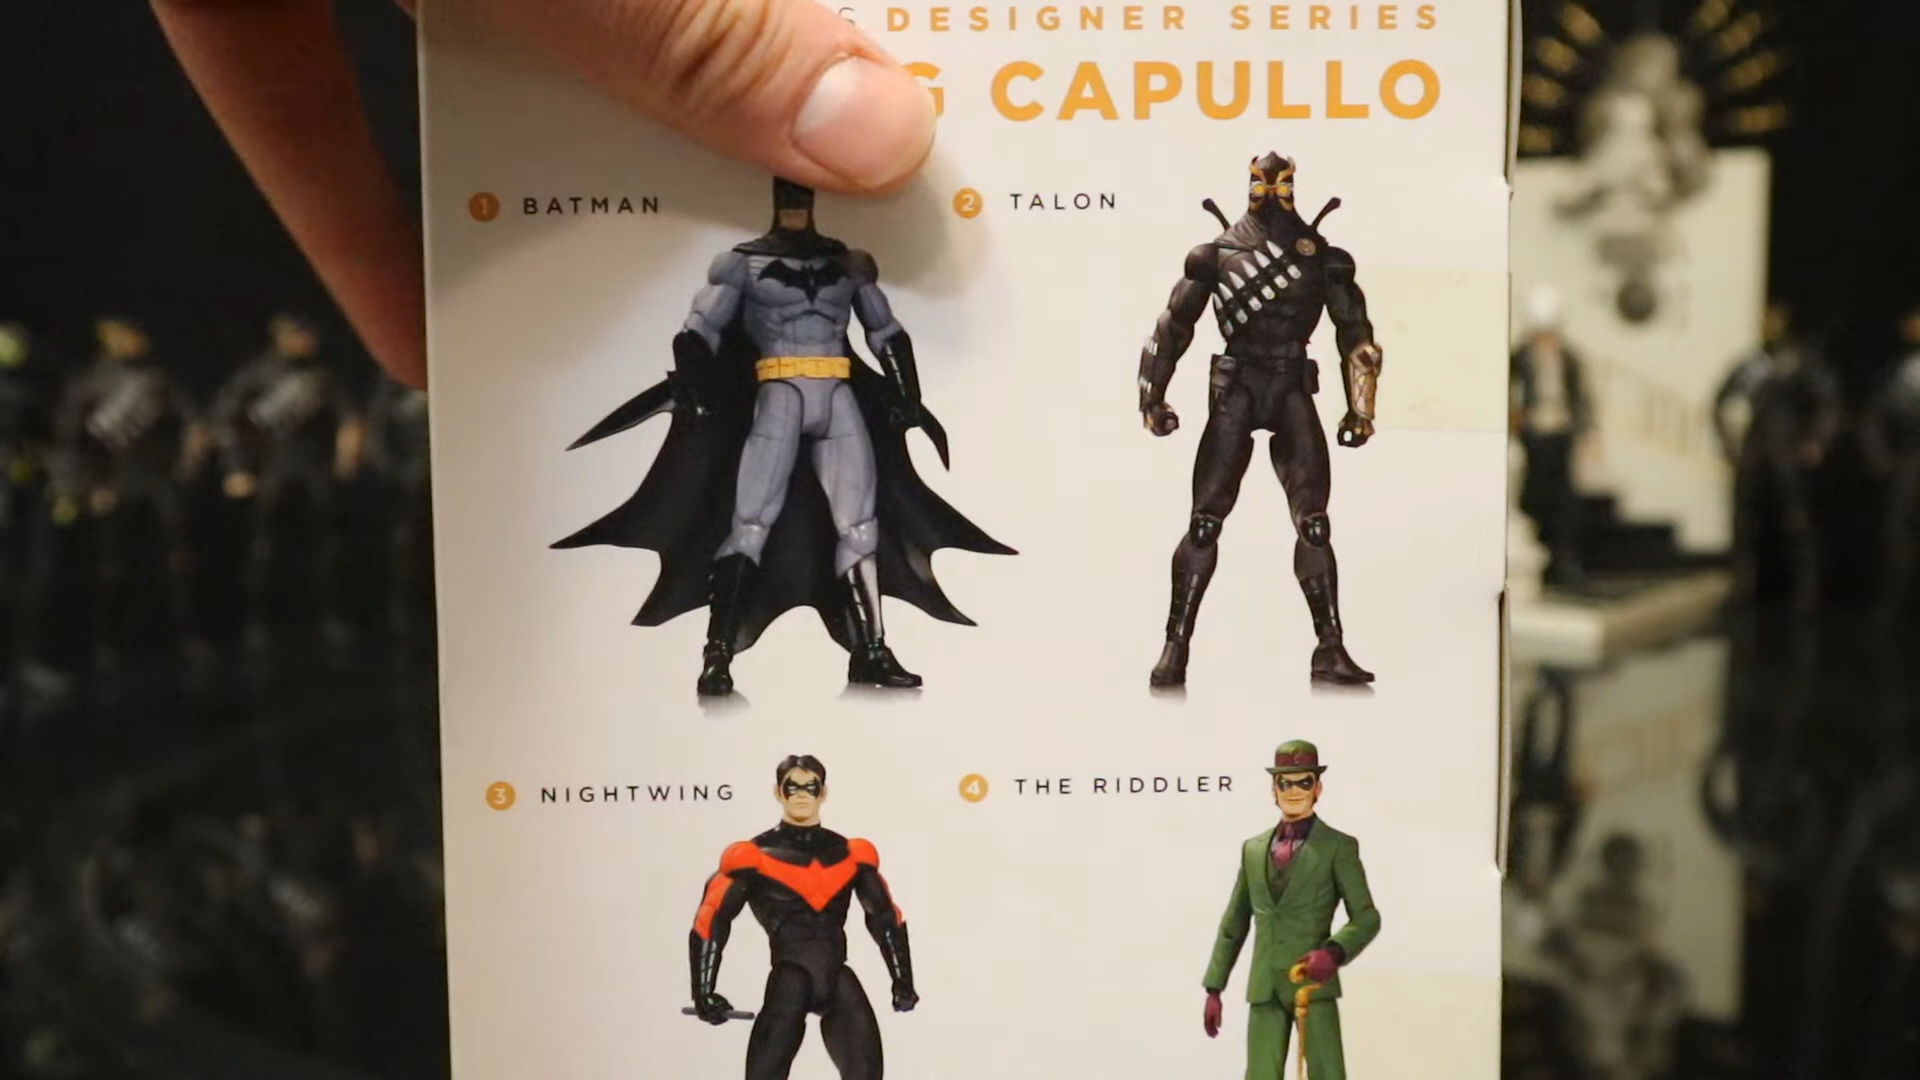 DESIGNER SERIES
G CAPULLO
1 BATMAN
2 TALON
3 NIGHTWING
4 THE RIDDLER